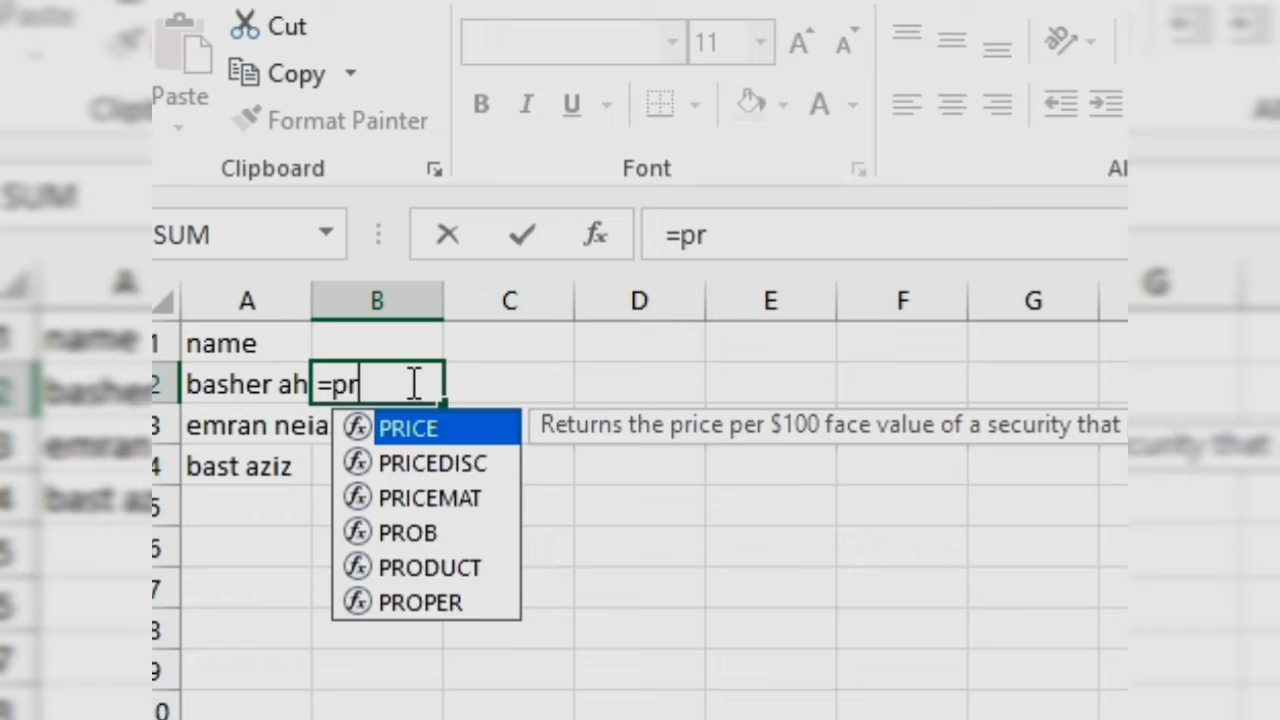 Cut
Copy
Paste
Format Painter
Clipboard
11
B I U
A
Font
SUM
fx
=pr
A B C D E F G
1 name
2 basher ah =pr
3 emran neia
4 bast aziz
5
6
7
8
9
0
PRICE
PRICEDISC
PRICEMAT
PROB
PRODUCT
PROPER
Returns the price per $100 face value of a security that